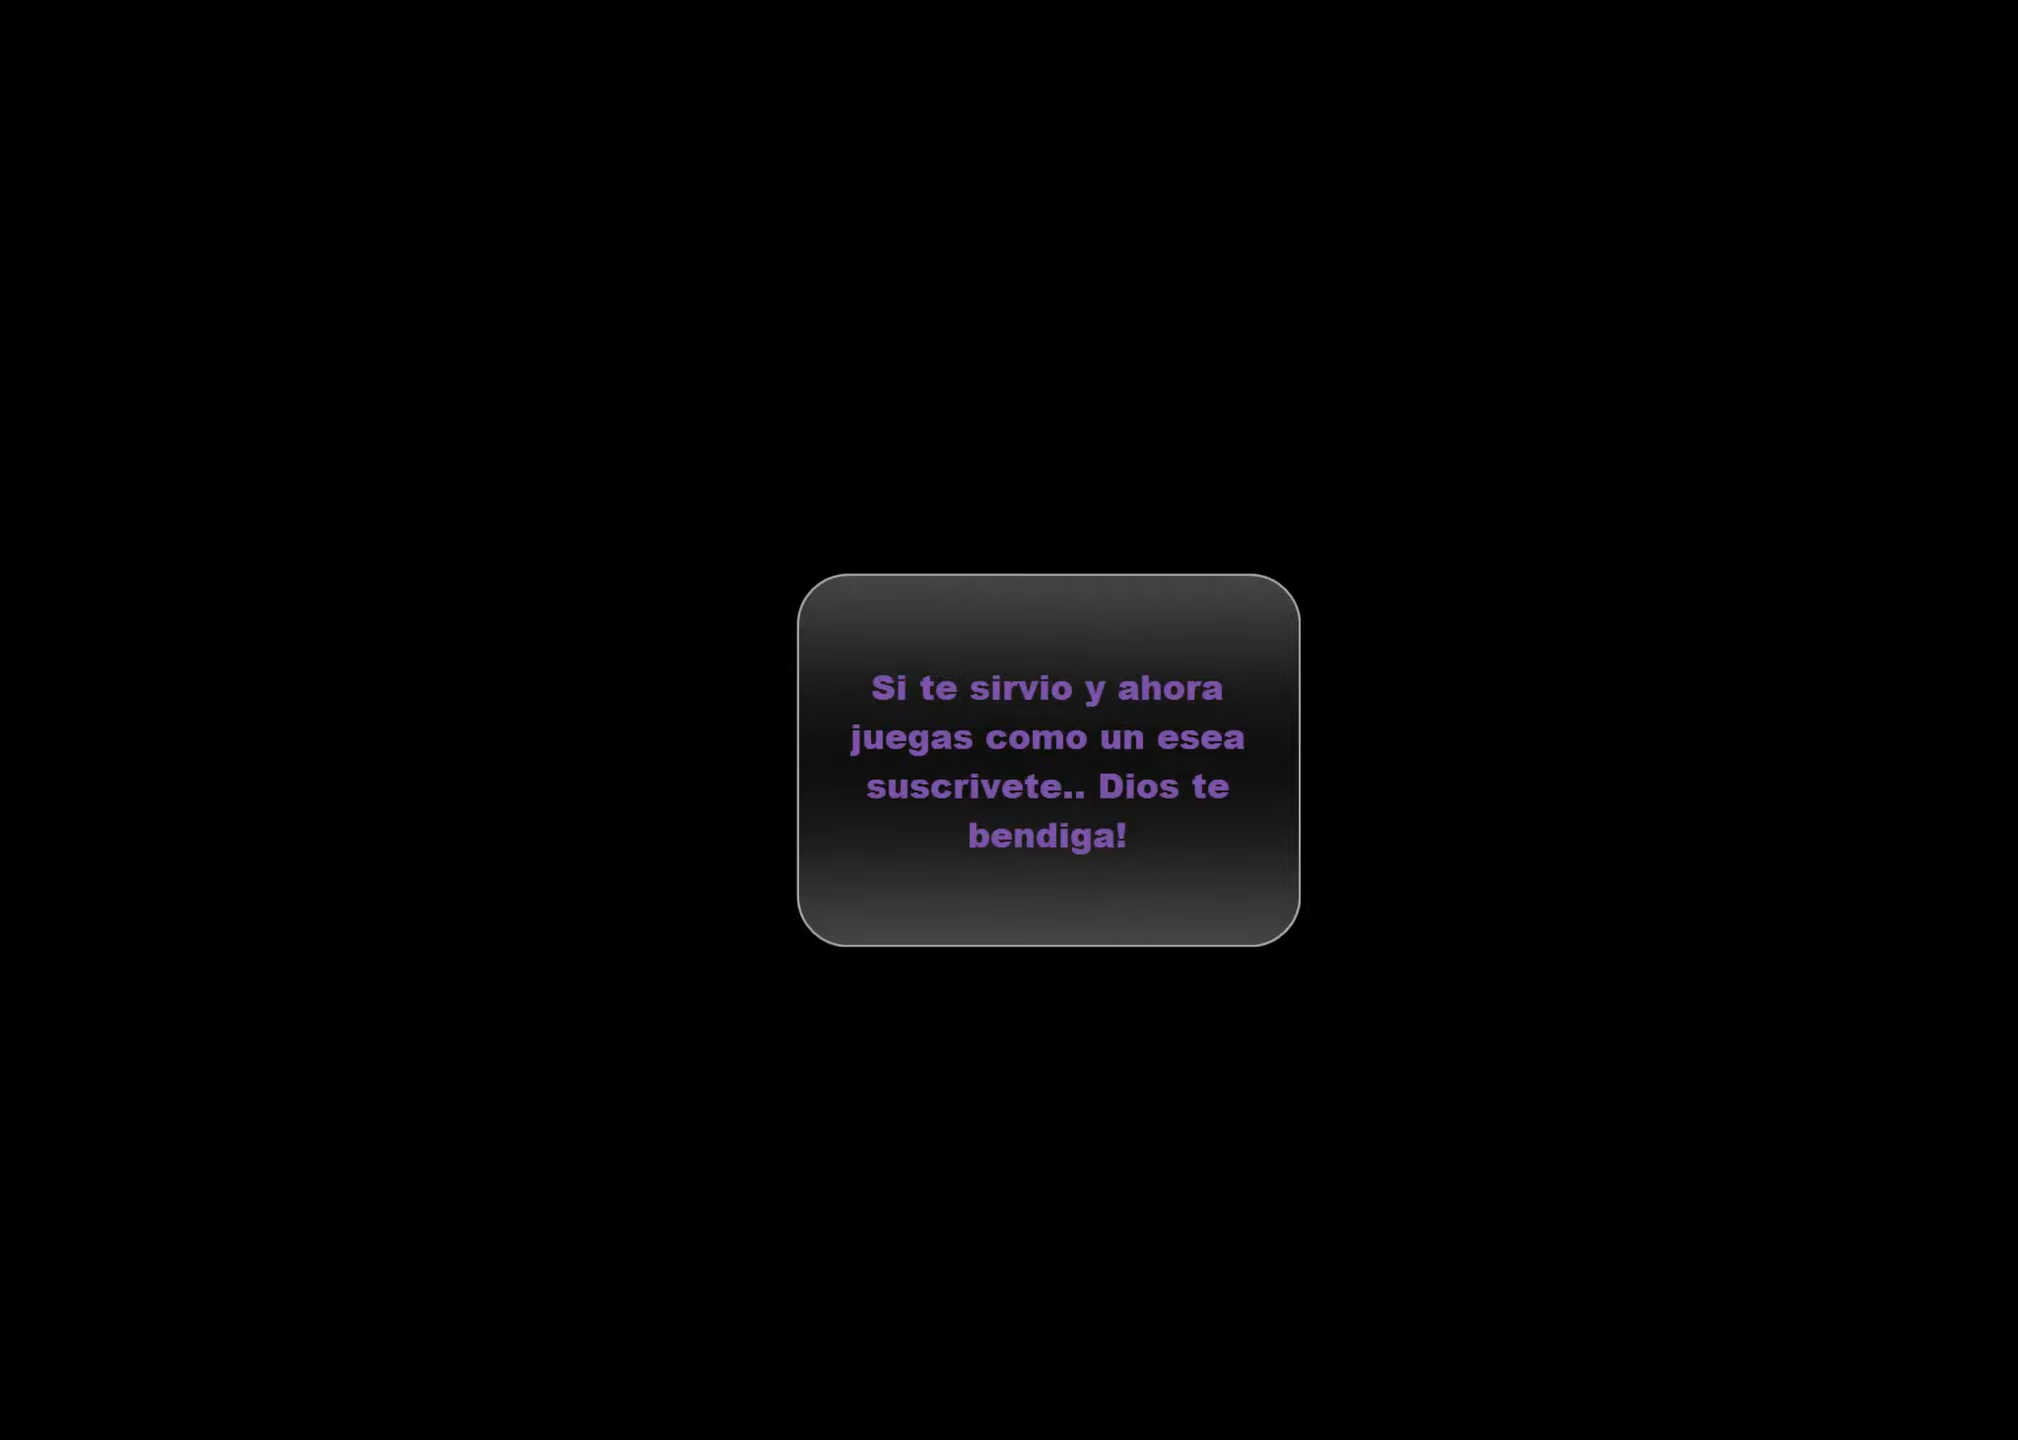 Si te sirvio y ahora
juegas como un esea
suscrivete.. Dios te
bendiga!